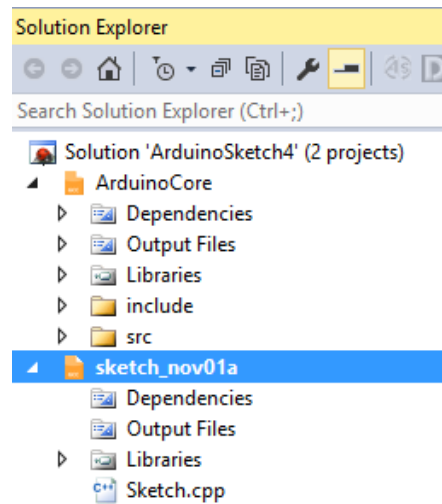 Solution Explorer
Search Solution Explorer (Ctrl+;)
Solution 'ArduinoSketch4' (2 projects)
ArduinoCore
Dependencies
Output Files
Libraries
include
src
sketch_nov01a
Dependencies
Output Files
Libraries
Sketch.cpp